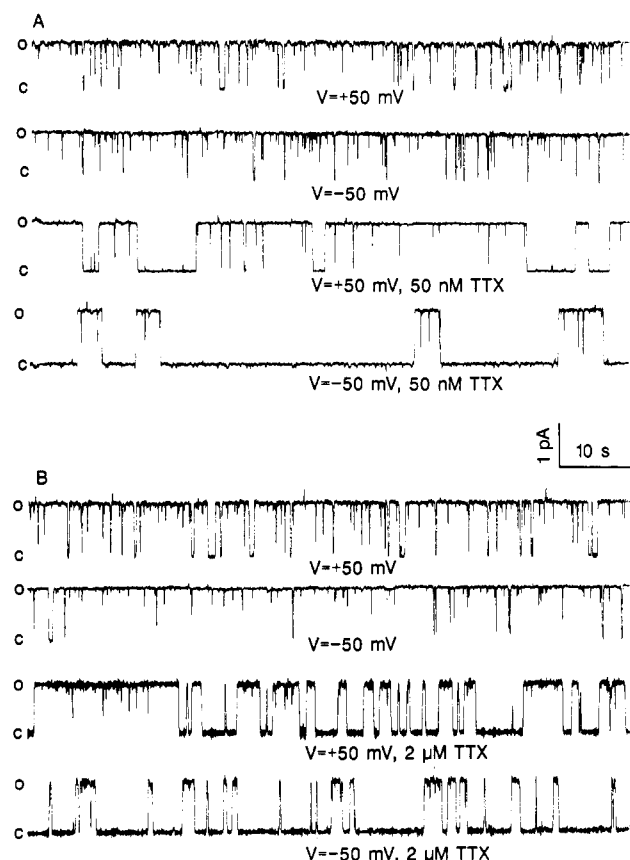 A
O
C
V=+50 mV
O
C
V=−50 mV
O
C
V=+50 mV, 50 nM TTX
O
C
V=−50 mV, 50 nM TTX
1 pA
10 s
B
O
C
V=+50 mV
O
C
V=−50 mV
O
C
V=+50 mV, 2 µM TTX
O
C
V=−50 mV, 2 µM TTX